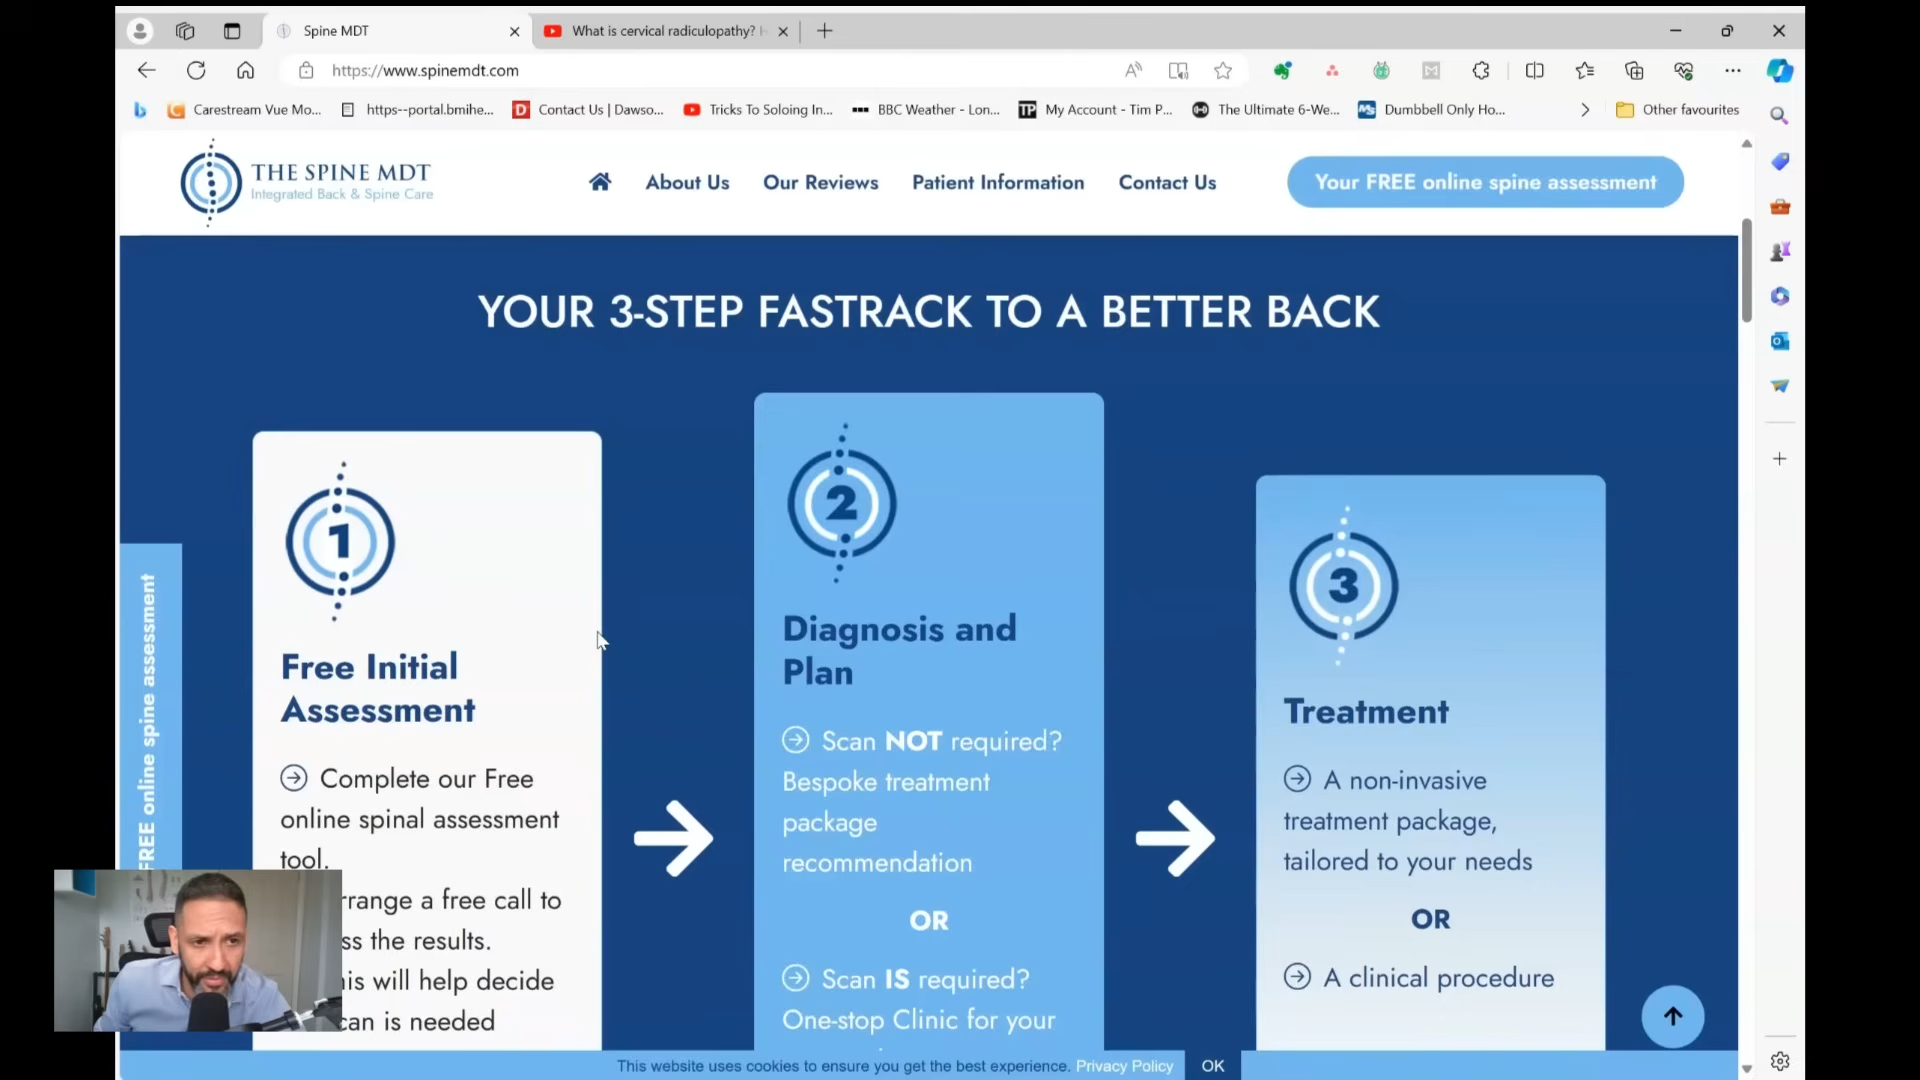 Spine MDT
What is cervical radiculopathy?
https://www.spinemdt.com
Carestream Vue Mo...
https--portal.bmihe...
Contact Us | Dawso...
Tricks To Soloing In...
BBC Weather - Lon...
My Account - Tim P...
The Ultimate 6-We...
Dumbbell Only Ho...
Other favourites
THE SPINE MDT
Integrated Back & Spine Care
About Us
Our Reviews
Patient Information
Contact Us
Your FREE online spine assessment
YOUR 3-STEP FASTRACK TO A BETTER BACK
FREE online spine assessment
1
Free Initial
Assessment
Complete our Free
online spinal assessment
tool.
a free call to
the results.
will help decide
is needed
2
Diagnosis and
Plan
Scan NOT required?
Bespoke treatment
package
recommendation
OR
Scan IS required?
One-stop Clinic for your
3
Treatment
A non-invasive
treatment package,
tailored to your needs
OR
A clinical procedure
This website uses cookies to ensure you get the best experience. Privacy Policy
OK